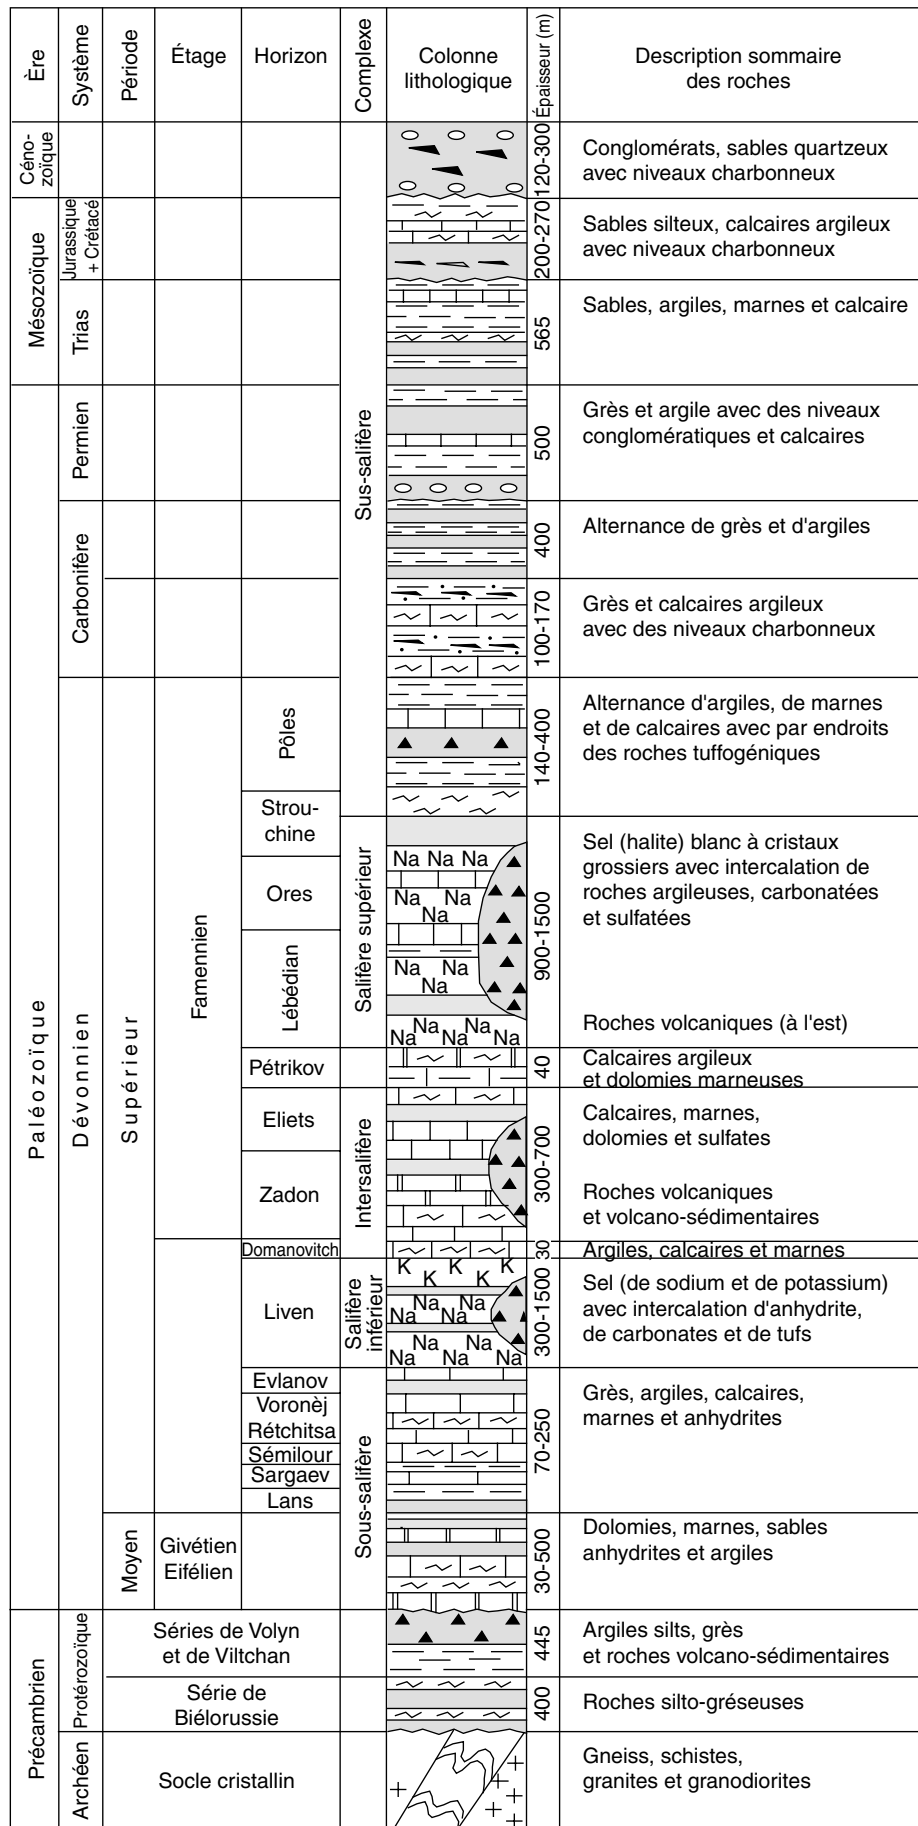 Ère
Système
Période
Étage
Horizon
Complexe
Colonne
lithologique
Épaisseur (m)
Description sommaire
des roches
Céno-
zoïque
120-300
Conglomérats, sables quartzeux
avec niveaux charbonneux
Mésozoïque
Jurassique
+ Crétacé
200-270
Sables silteux, calcaires argileux
avec niveaux charbonneux
Trias
565
Sables, argiles, marnes et calcaire
Sus-salifère
Paléozoïque
Permien
500
Grès et argile avec des niveaux
conglomératiques et calcaires
Carbonifère
400
Alternance de grès et d'argiles
100-170
Grès et calcaires argileux
avec des niveaux charbonneux
Dévonnien
Supérieur
Famennien
Pôles
140-400
Alternance d'argiles, de marnes
et de calcaires avec par endroits
des roches tuffogéniques
Strou-
chine
Salifère supérieur
Ores
Lébédian
Na Na Na
Na Na
Na
Na Na
Na
Na Na
Na Na Na
900-1500
Sel (halite) blanc à cristaux
grossiers avec intercalation de
roches argileuses, carbonatées
et sulfatées
Roches volcaniques (à l'est)
Pétrikov
40
Calcaires argileux
et dolomies marneuses
Intersalifère
Eliets
Zadon
300-700
Calcaires, marnes,
dolomies et sulfates
Roches volcaniques
et volcano-sédimentaires
Domanovitch
30
Argiles, calcaires et marnes
Liven
Salifère
inférieur
K K K K
K K
Na Na
Na Na
Na Na
Na Na Na
300-1500
Sel (de sodium et de potassium)
avec intercalation d'anhydrite,
de carbonates et de tufs
Sous-salifère
Evlanov
Voronèj
Rétchitsa
Sémilour
Sargaev
Lans
70-250
Grès, argiles, calcaires,
marnes et anhydrites
Moyen
Givétien
Eifélien
30-500
Dolomies, marnes, sables
anhydrites et argiles
Précambrien
Protérozoïque
Séries de Volyn
et de Viltchan
445
Argiles silts, grès
et roches volcano-sédimentaires
Série de
Biélorussie
400
Roches silto-gréseuses
Archéen
Socle cristallin
Gneiss, schistes,
granites et granodiorites